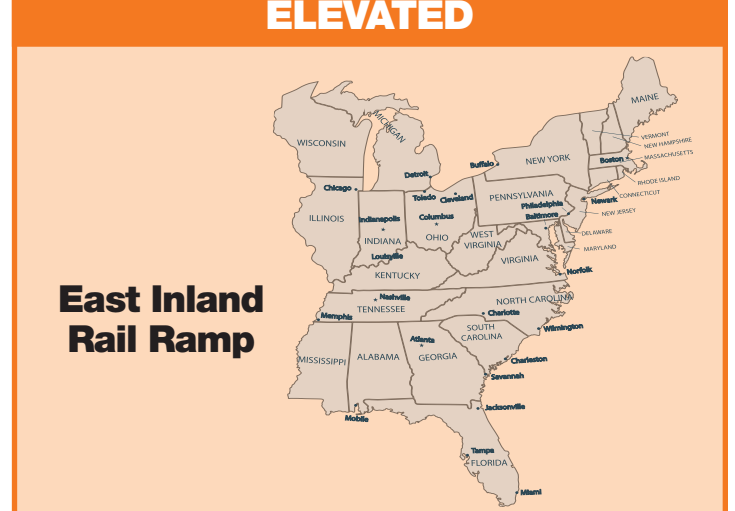 ELEVATED
MAINE
MICHIGAN
VERMONT
WISCONSIN
NEW HAMPSHIRE
Buffalo
NEW YORK
Boston
MASSACHUSETTS
Detroit
RHODE ISLAND
Chicago
Toledo
Cleveland
PENNSYLVANIA
CONNECTICUT
Newark
Philadelphia
ILLINOIS
Indianapolis
Columbus
Baltimore
NEW JERSEY
INDIANA
OHIO
WEST
VIRGINIA
DELAWARE
MARYLAND
Louisville
VIRGINIA
KENTUCKY
Norfolk
East Inland
Rail Ramp
Nashville
NORTH CAROLINA
TENNESSEE
Memphis
Charlotte
SOUTH
CAROLINA
Wilmington
Atlanta
MISSISSIPPI
ALABAMA
GEORGIA
Charleston
Savannah
Jacksonville
Mobile
Tampa
FLORIDA
Miami